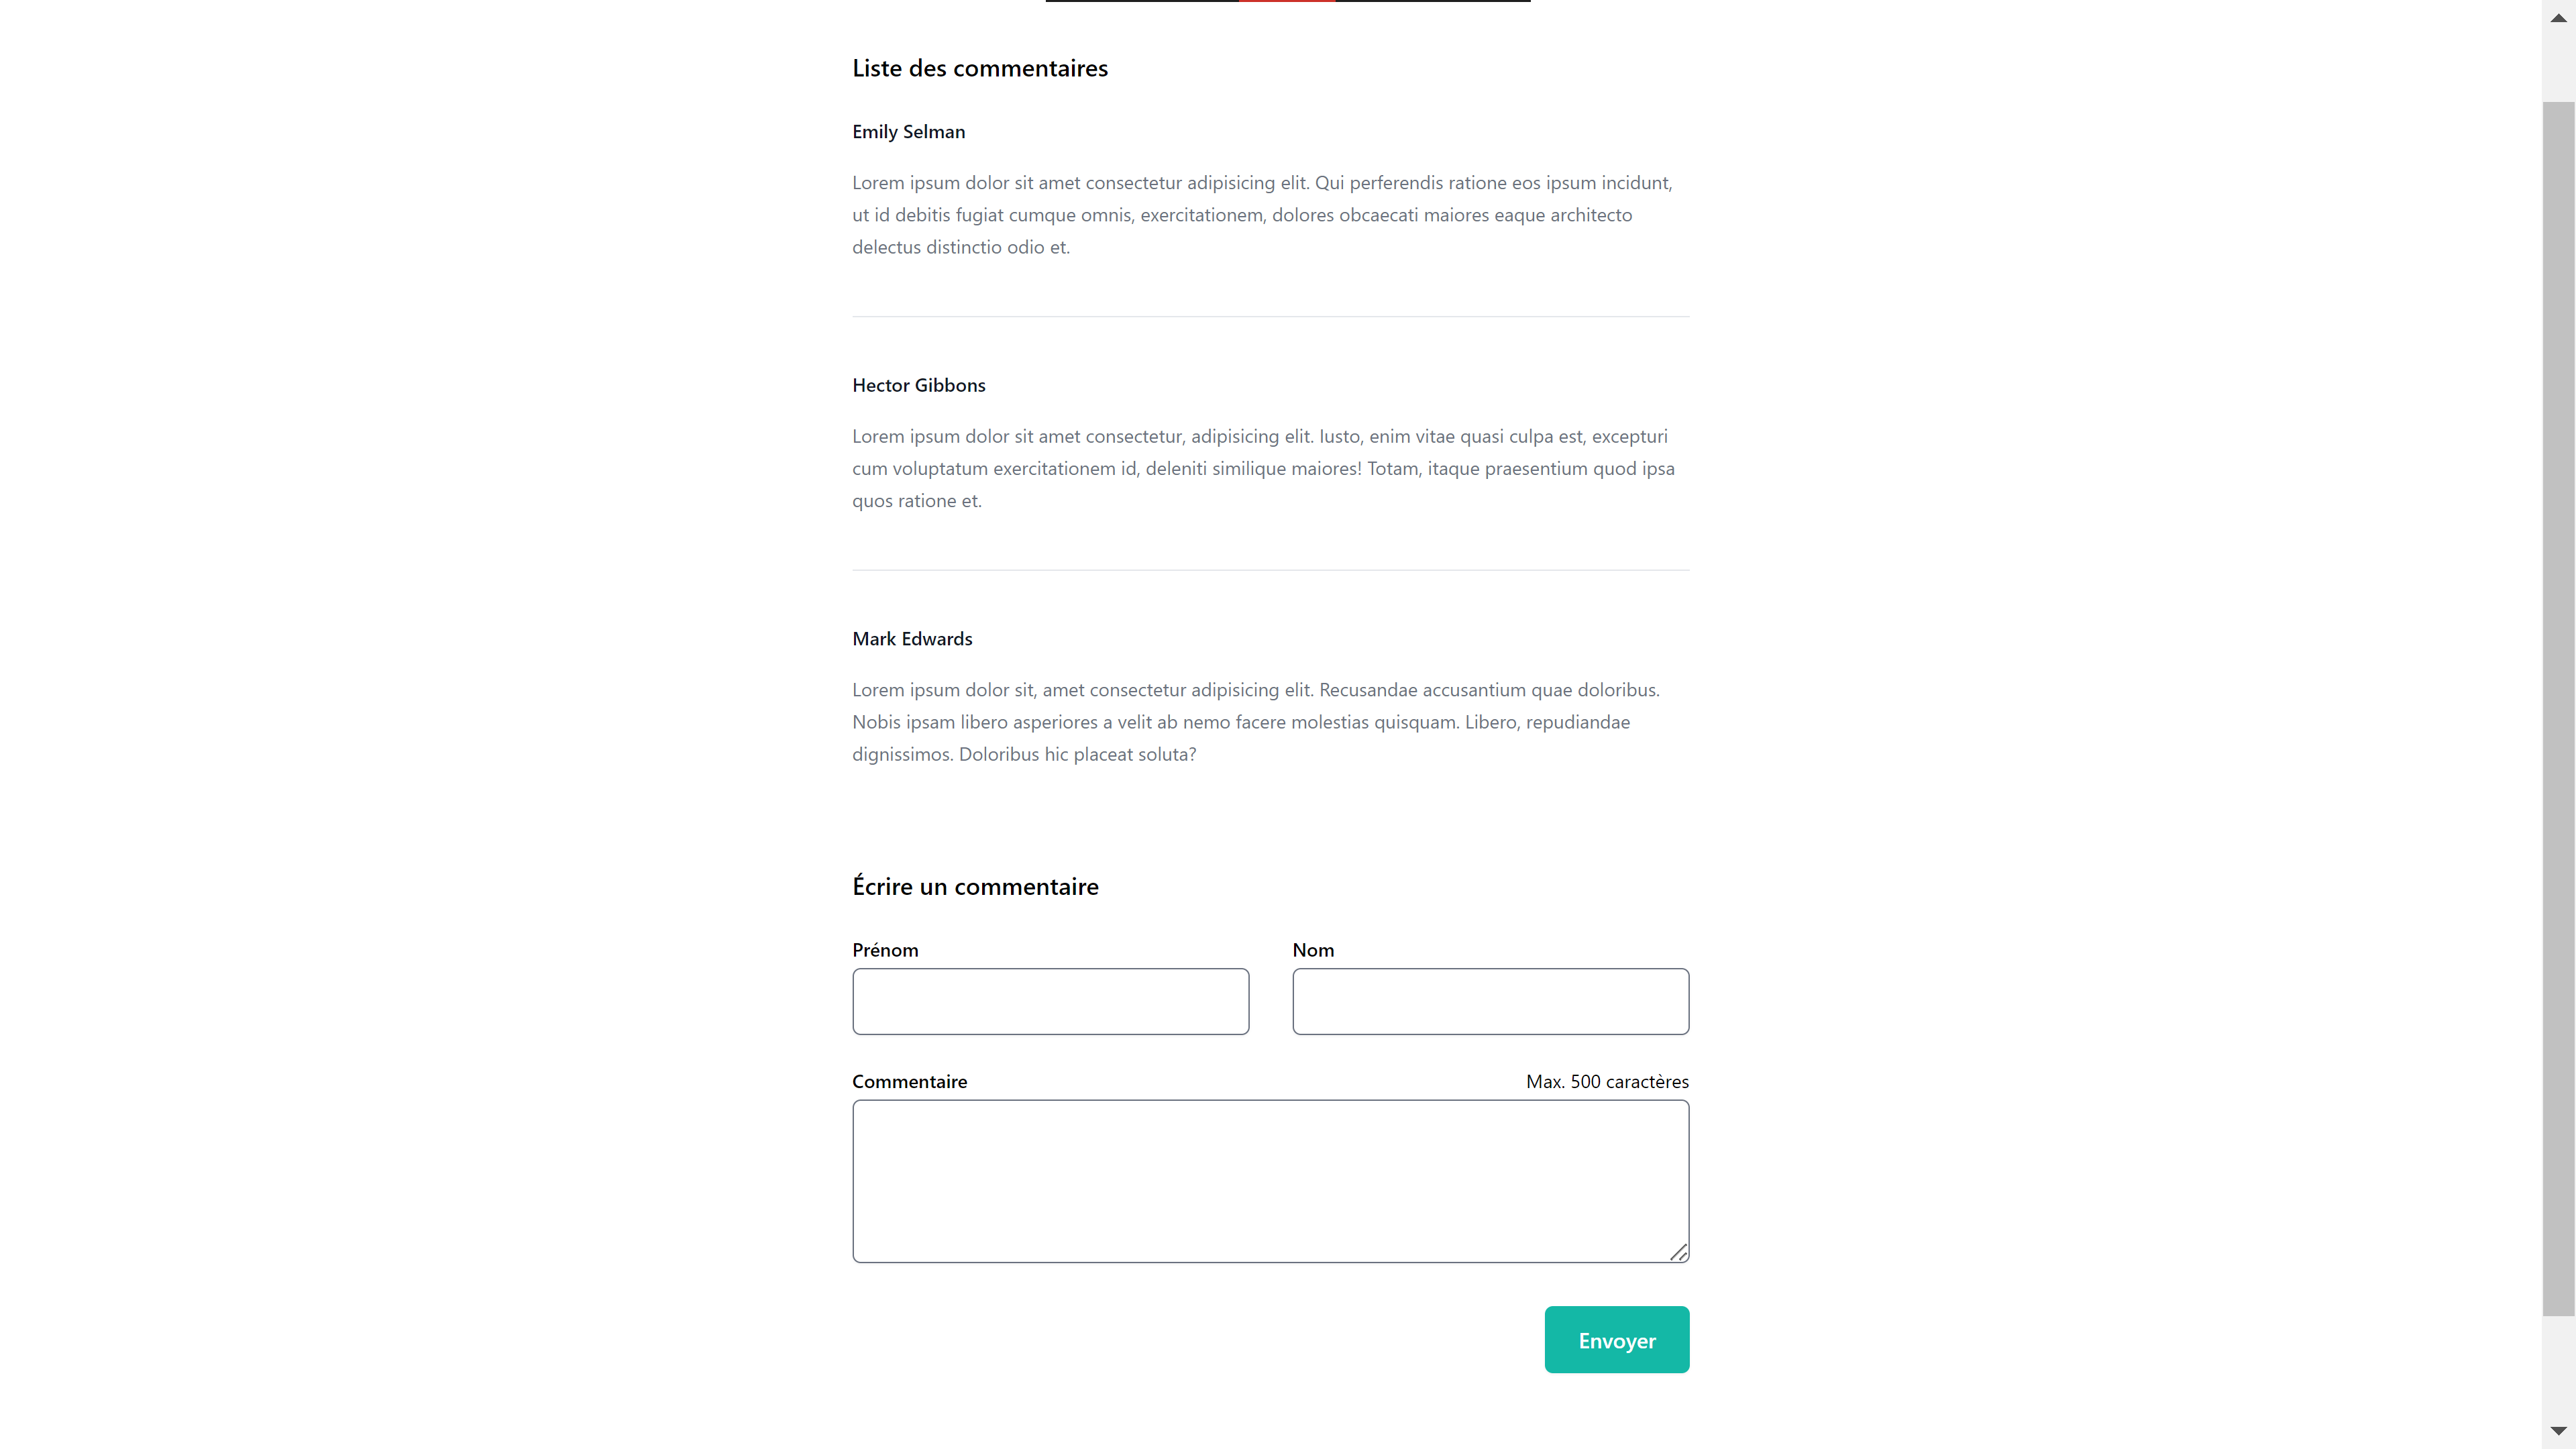 Liste des commentaires
Emily Selman
Lorem ipsum dolor sit amet consectetur adipisicing elit. Qui perferendis ratione eos ipsum incidunt,
ut id debitis fugiat cumque omnis, exercitationem, dolores obcaecati maiores eaque architecto
delectus distinctio odio et.
Hector Gibbons
Lorem ipsum dolor sit amet consectetur, adipisicing elit. Iusto, enim vitae quasi culpa est, excepturi
cum voluptatum exercitationem id, deleniti similique maiores! Totam, itaque praesentium quod ipsa
quos ratione et.
Mark Edwards
Lorem ipsum dolor sit, amet consectetur adipisicing elit. Recusandae accusantium quae doloribus.
Nobis ipsam libero asperiores a velit ab nemo facere molestias quisquam. Libero, repudiandae
dignissimos. Doloribus hic placeat soluta?
Écrire un commentaire
Prénom
Nom
Commentaire
Max. 500 caractères
Envoyer